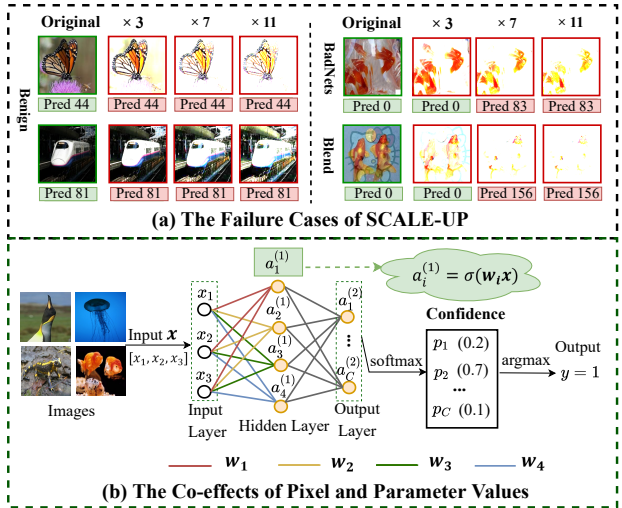 Original × 3 × 7 × 11
Benign
Pred 44 Pred 44 Pred 44 Pred 44
Pred 81 Pred 81 Pred 81 Pred 81
Original × 3 × 7 × 11
BadNets
Pred 0 Pred 0 Pred 83 Pred 83
Blend
Pred 0 Pred 0 Pred 156 Pred 156
(a) The Failure Cases of SCALE-UP
a_1^{(1)}
a_i^{(1)} = σ(w_i x)
Images
Input x
[x_1, x_2, x_3]
x_1
x_2
x_3
Input
Layer
a_2^{(1)}
a_3^{(1)}
a_4^{(1)}
Hidden Layer
a_1^{(2)}
...
a_C^{(2)}
Output
Layer
softmax
Confidence
p_1 (0.2)
p_2 (0.7)
...
p_C (0.1)
argmax
Output
y = 1
w_1 w_2 w_3 w_4
(b) The Co-effects of Pixel and Parameter Values